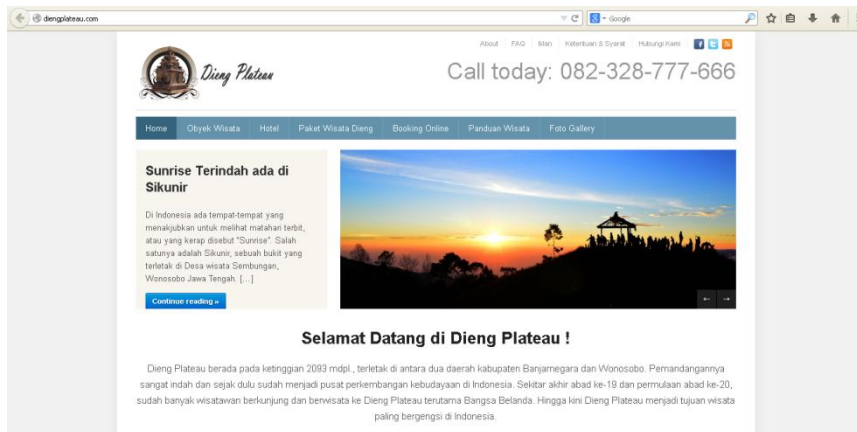 diengplateau.com
Google
About FAQ Iklan Ketentuan & Syarat Hubungi Kami
Dieng Plateau
Call today: 082-328-777-666
Home Obyek Wisata Hotel Paket Wisata Dieng Booking Online Panduan Wisata Foto Gallery
Sunrise Terindah ada di
Sikunir
Di Indonesia ada tempat-tempat yang
menakjubkan untuk melihat matahari terbit,
atau yang kerap disebut "Sunrise". Salah
satunya adalah Sikunir, sebuah bukit yang
terletak di Desa wisata Sembungan,
Wonosobo Jawa Tengah. [...]
Continue reading »
Selamat Datang di Dieng Plateau !
Dieng Plateau berada pada ketinggian 2093 mdpl., terletak di antara dua daerah kabupaten Banjarnegara dan Wonosobo. Pemandangannya
sangat indah dan sejak dulu sudah menjadi pusat perkembangan kebudayaan di Indonesia. Sekitar akhir abad ke-19 dan permulaan abad ke-20,
sudah banyak wisatawan berkunjung dan berwisata ke Dieng Plateau terutama Bangsa Belanda. Hingga kini Dieng Plateau menjadi tujuan wisata
paling bergengsi di Indonesia.